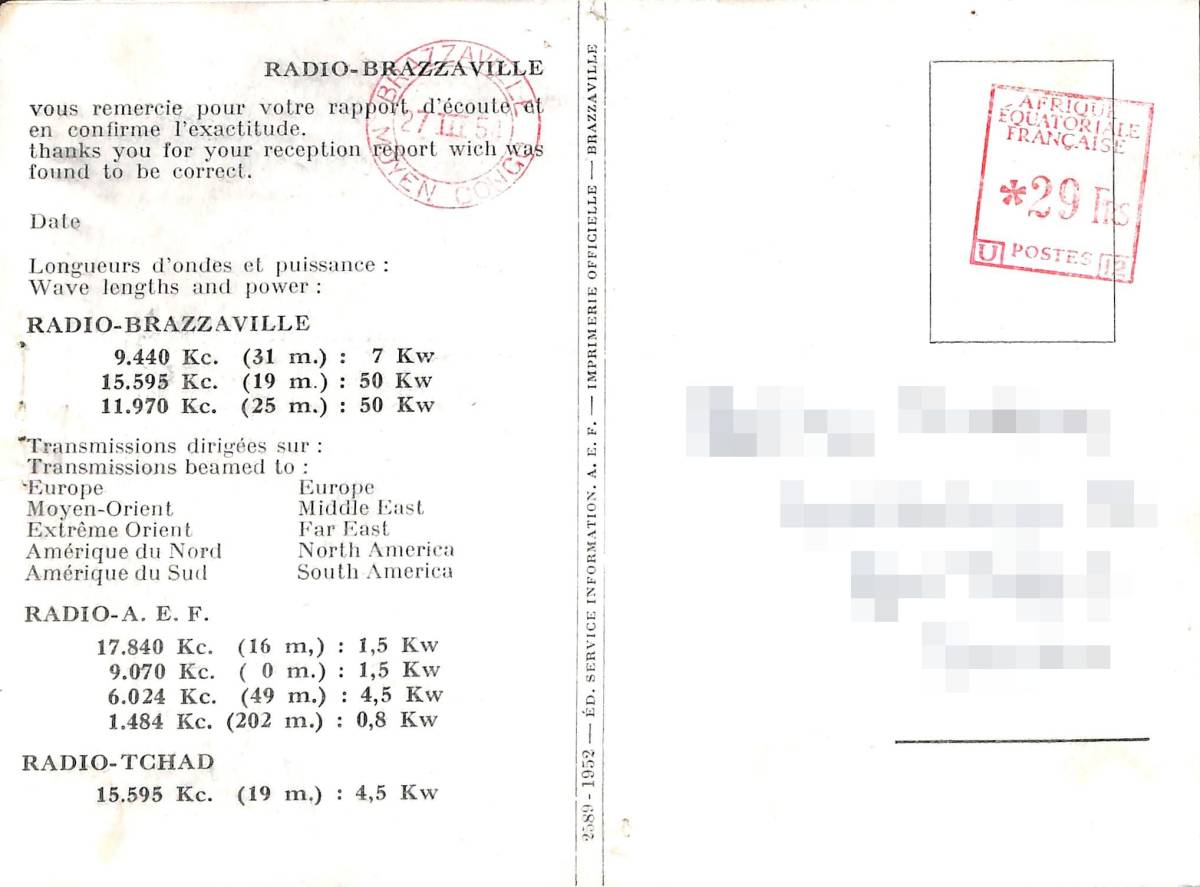 RADIO-BRAZZAVILLE
vous remercie pour votre rapport d'écoute et
en confirme l'exactitude.
thanks you for your reception report wich was
found to be correct.
BRAZZAVILLE
27 III 5
MOYEN CONGO
Date
Longueurs d'ondes et puissance :
Wave lengths and power :
RADIO-BRAZZAVILLE
9.440 Kc. (31 m.) : 7 Kw
15.595 Kc. (19 m.) : 50 Kw
11.970 Kc. (25 m.) : 50 Kw
Transmissions dirigées sur :
Transmissions beamed to :
Europe Europe
Moyen-Orient Middle East
Extrême Orient Far East
Amérique du Nord North America
Amérique du Sud South America
RADIO-A. E. F.
17.840 Kc. (16 m,) : 1,5 Kw
9.070 Kc. ( 0 m.) : 1,5 Kw
6.024 Kc. (49 m.) : 4,5 Kw
1.484 Kc. (202 m.) : 0,8 Kw
RADIO-TCHAD
15.595 Kc. (19 m.) : 4,5 Kw
2589-1952 — ÉD. SERVICE INFORMATION. A. E. F. — IMPRIMERIE OFFICIELLE — BRAZZAVILLE
AFRIQUE
ÉQUATORIALE
FRANÇAISE
*29 Frs
U POSTES 12